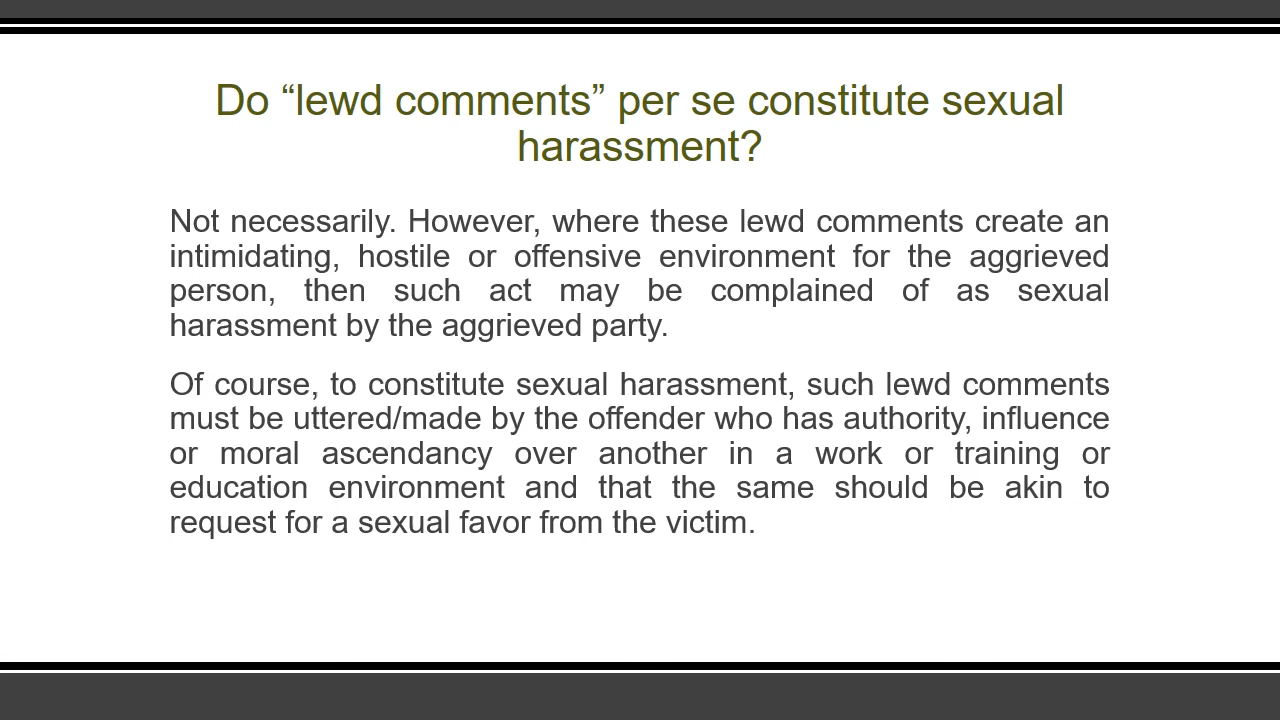 Do “lewd comments” per se constitute sexual
harassment?
Not necessarily. However, where these lewd comments create an
intimidating, hostile or offensive environment for the aggrieved
person, then such act may be complained of as sexual
harassment by the aggrieved party.
Of course, to constitute sexual harassment, such lewd comments
must be uttered/made by the offender who has authority, influence
or moral ascendancy over another in a work or training or
education environment and that the same should be akin to
request for a sexual favor from the victim.